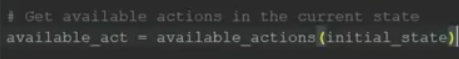 # Get available actions in the current state
available_act = available_actions(initial_state)